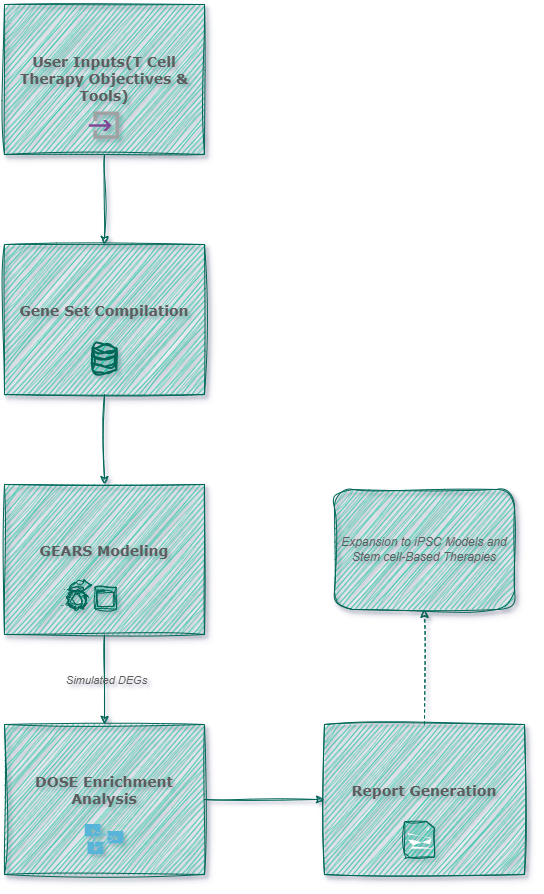 User Inputs(T Cell
Therapy Objectives &
Tools)
Gene Set Compilation
GEARS Modeling
Expansion to iPSC Models and
Stem cell-Based Therapies
Simulated DEGs
DOSE Enrichment
Analysis
Report Generation